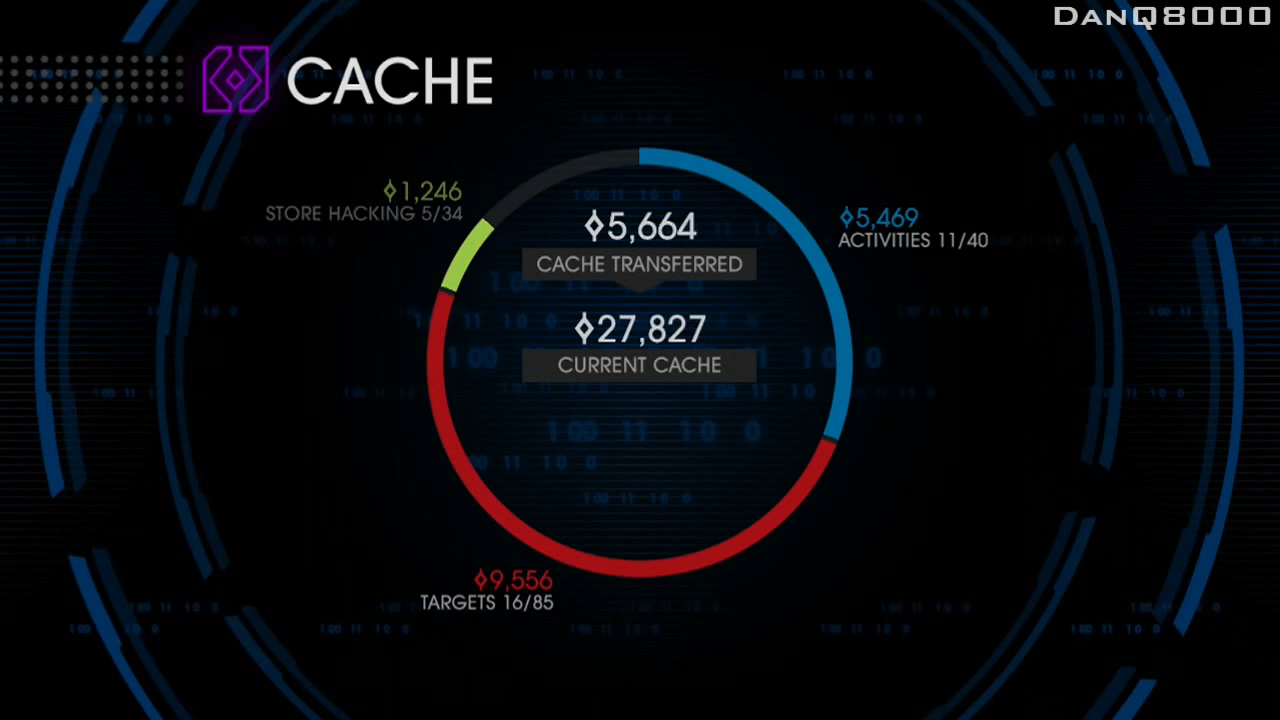 DanQ8000
CACHE
1,246
STORE HACKING 5/34
5,664
CACHE TRANSFERRED
5,469
ACTIVITIES 11/40
27,827
CURRENT CACHE
9,556
TARGETS 16/85